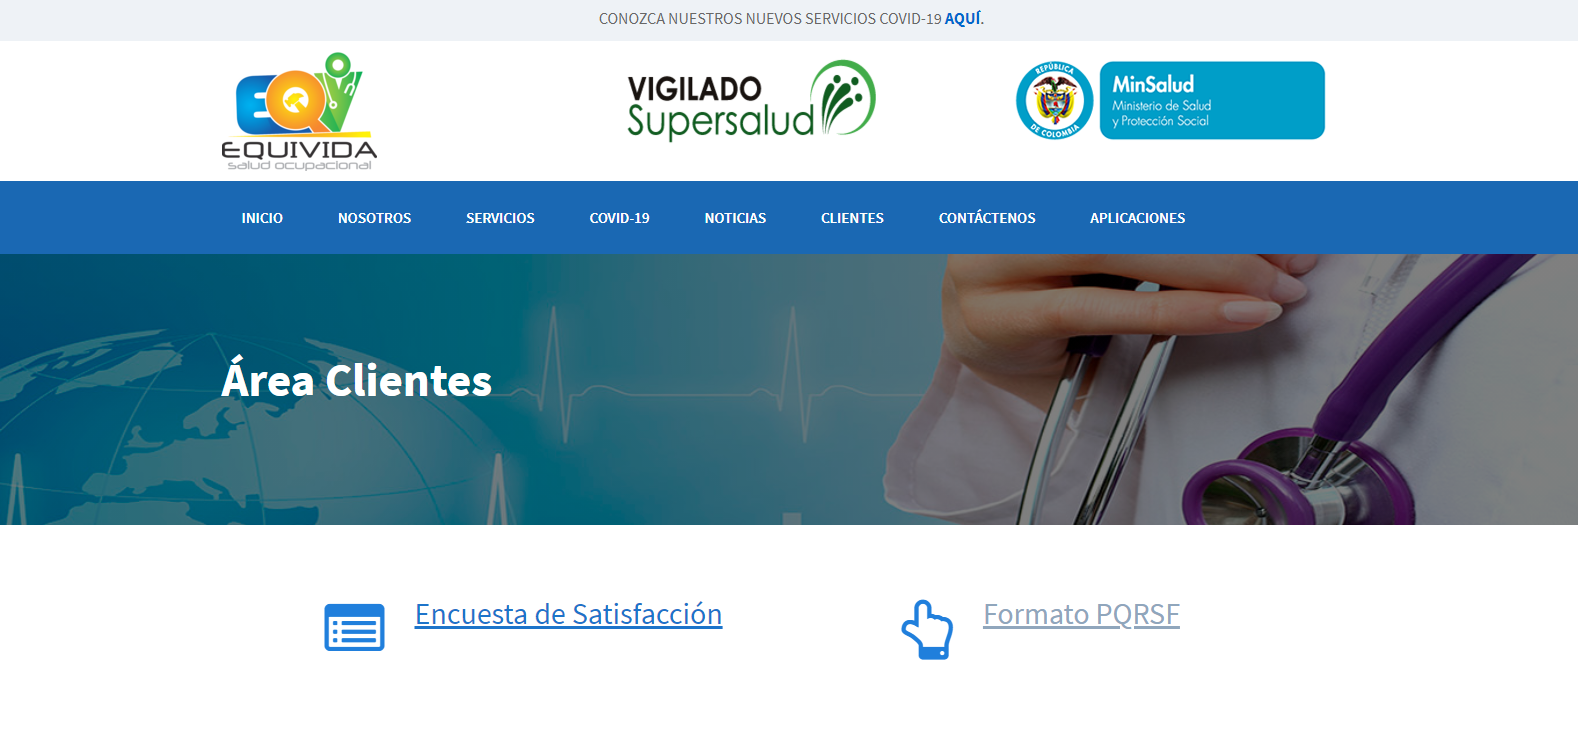 CONOZCA NUESTROS NUEVOS SERVICIOS COVID-19 AQUÍ.
EQV
EQUIVIDA
salud ocupacional
VIGILADO
Supersalud
REPÚBLICA
DE COLOMBIA
MinSalud
Ministerio de Salud
y Protección Social
INICIO NOSOTROS SERVICIOS COVID-19 NOTICIAS CLIENTES CONTÁCTENOS APLICACIONES
Área Clientes
Encuesta de Satisfacción
Formato PQRSF